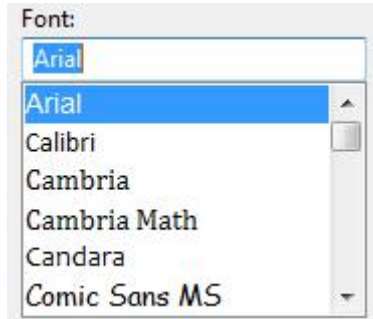 Font:
Arial
Arial
Calibri
Cambria
Cambria Math
Candara
Comic Sans MS